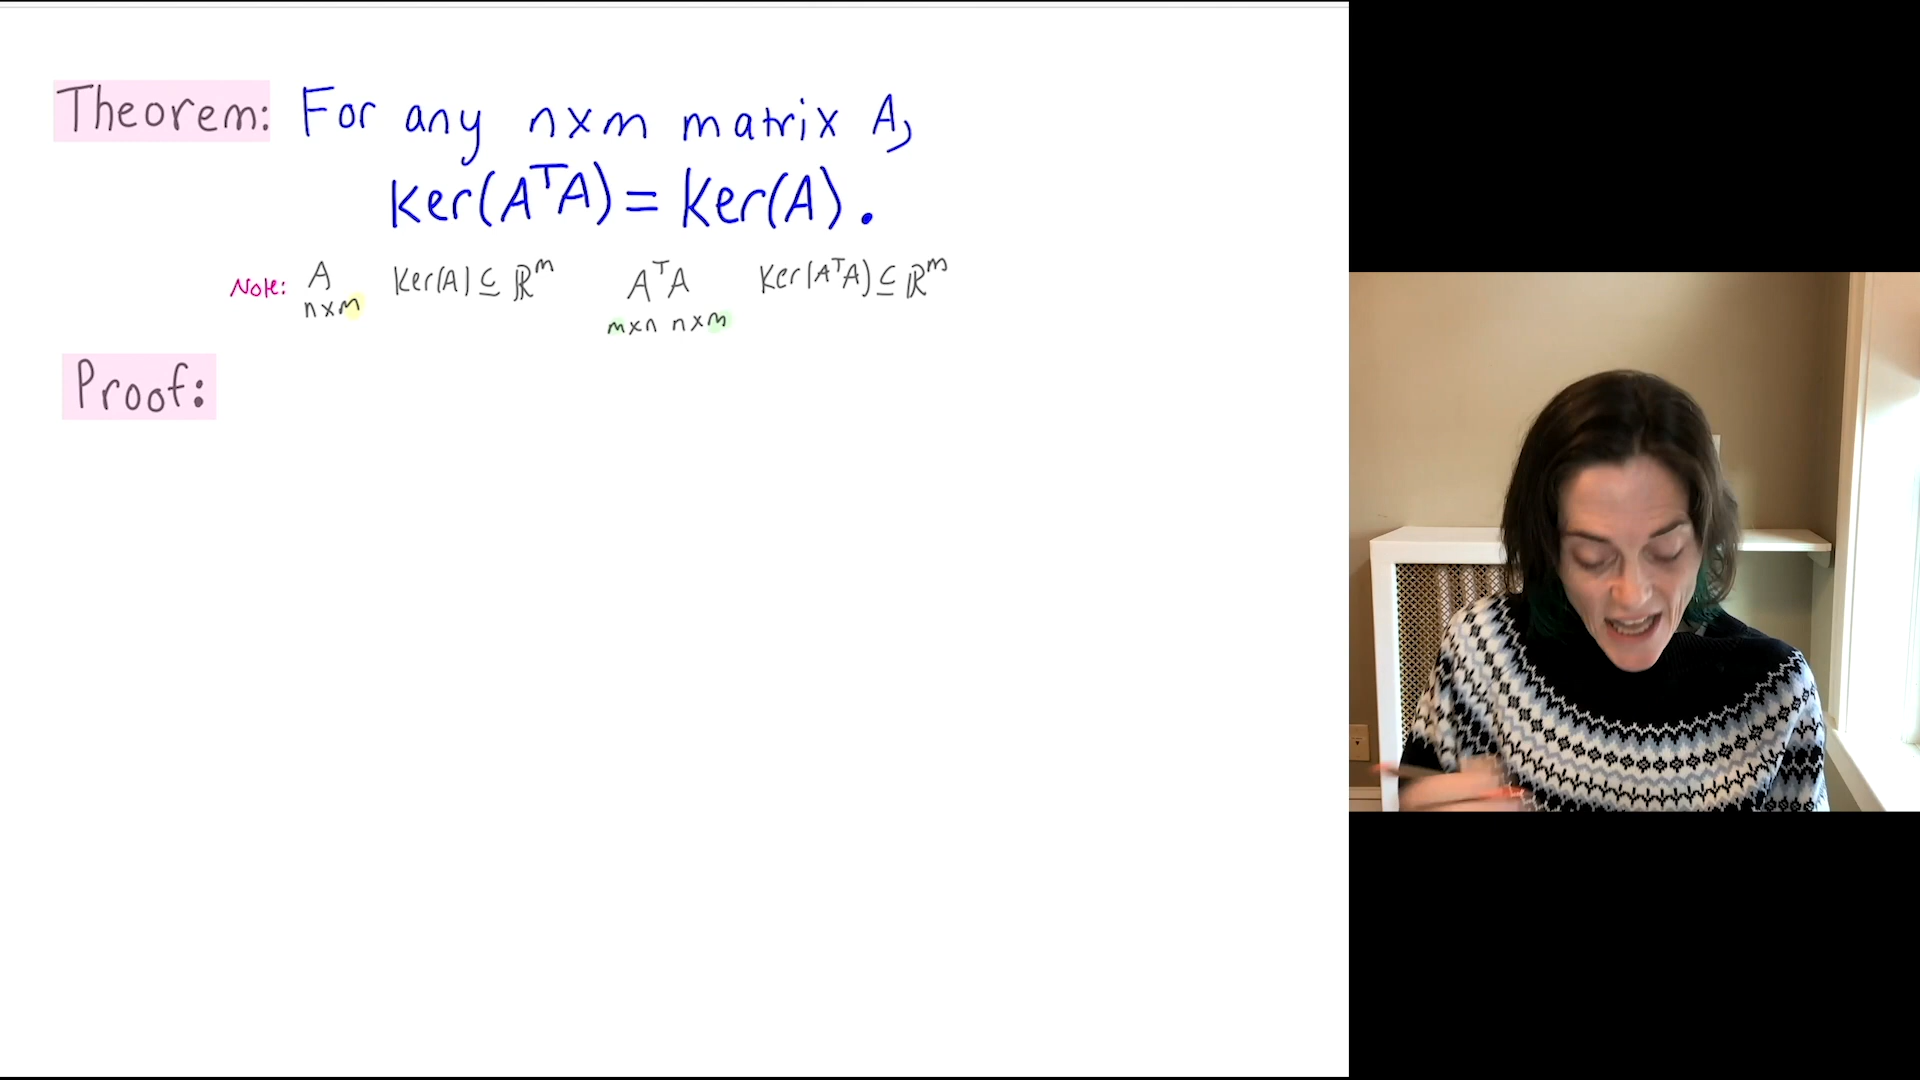 Theorem: For any n×m matrix A,
Ker(AᵀA) = Ker(A).
Note: A Ker(A) ⊆ ℝᵐ AᵀA Ker(AᵀA) ⊆ ℝᵐ
n×m m×n n×m
Proof: